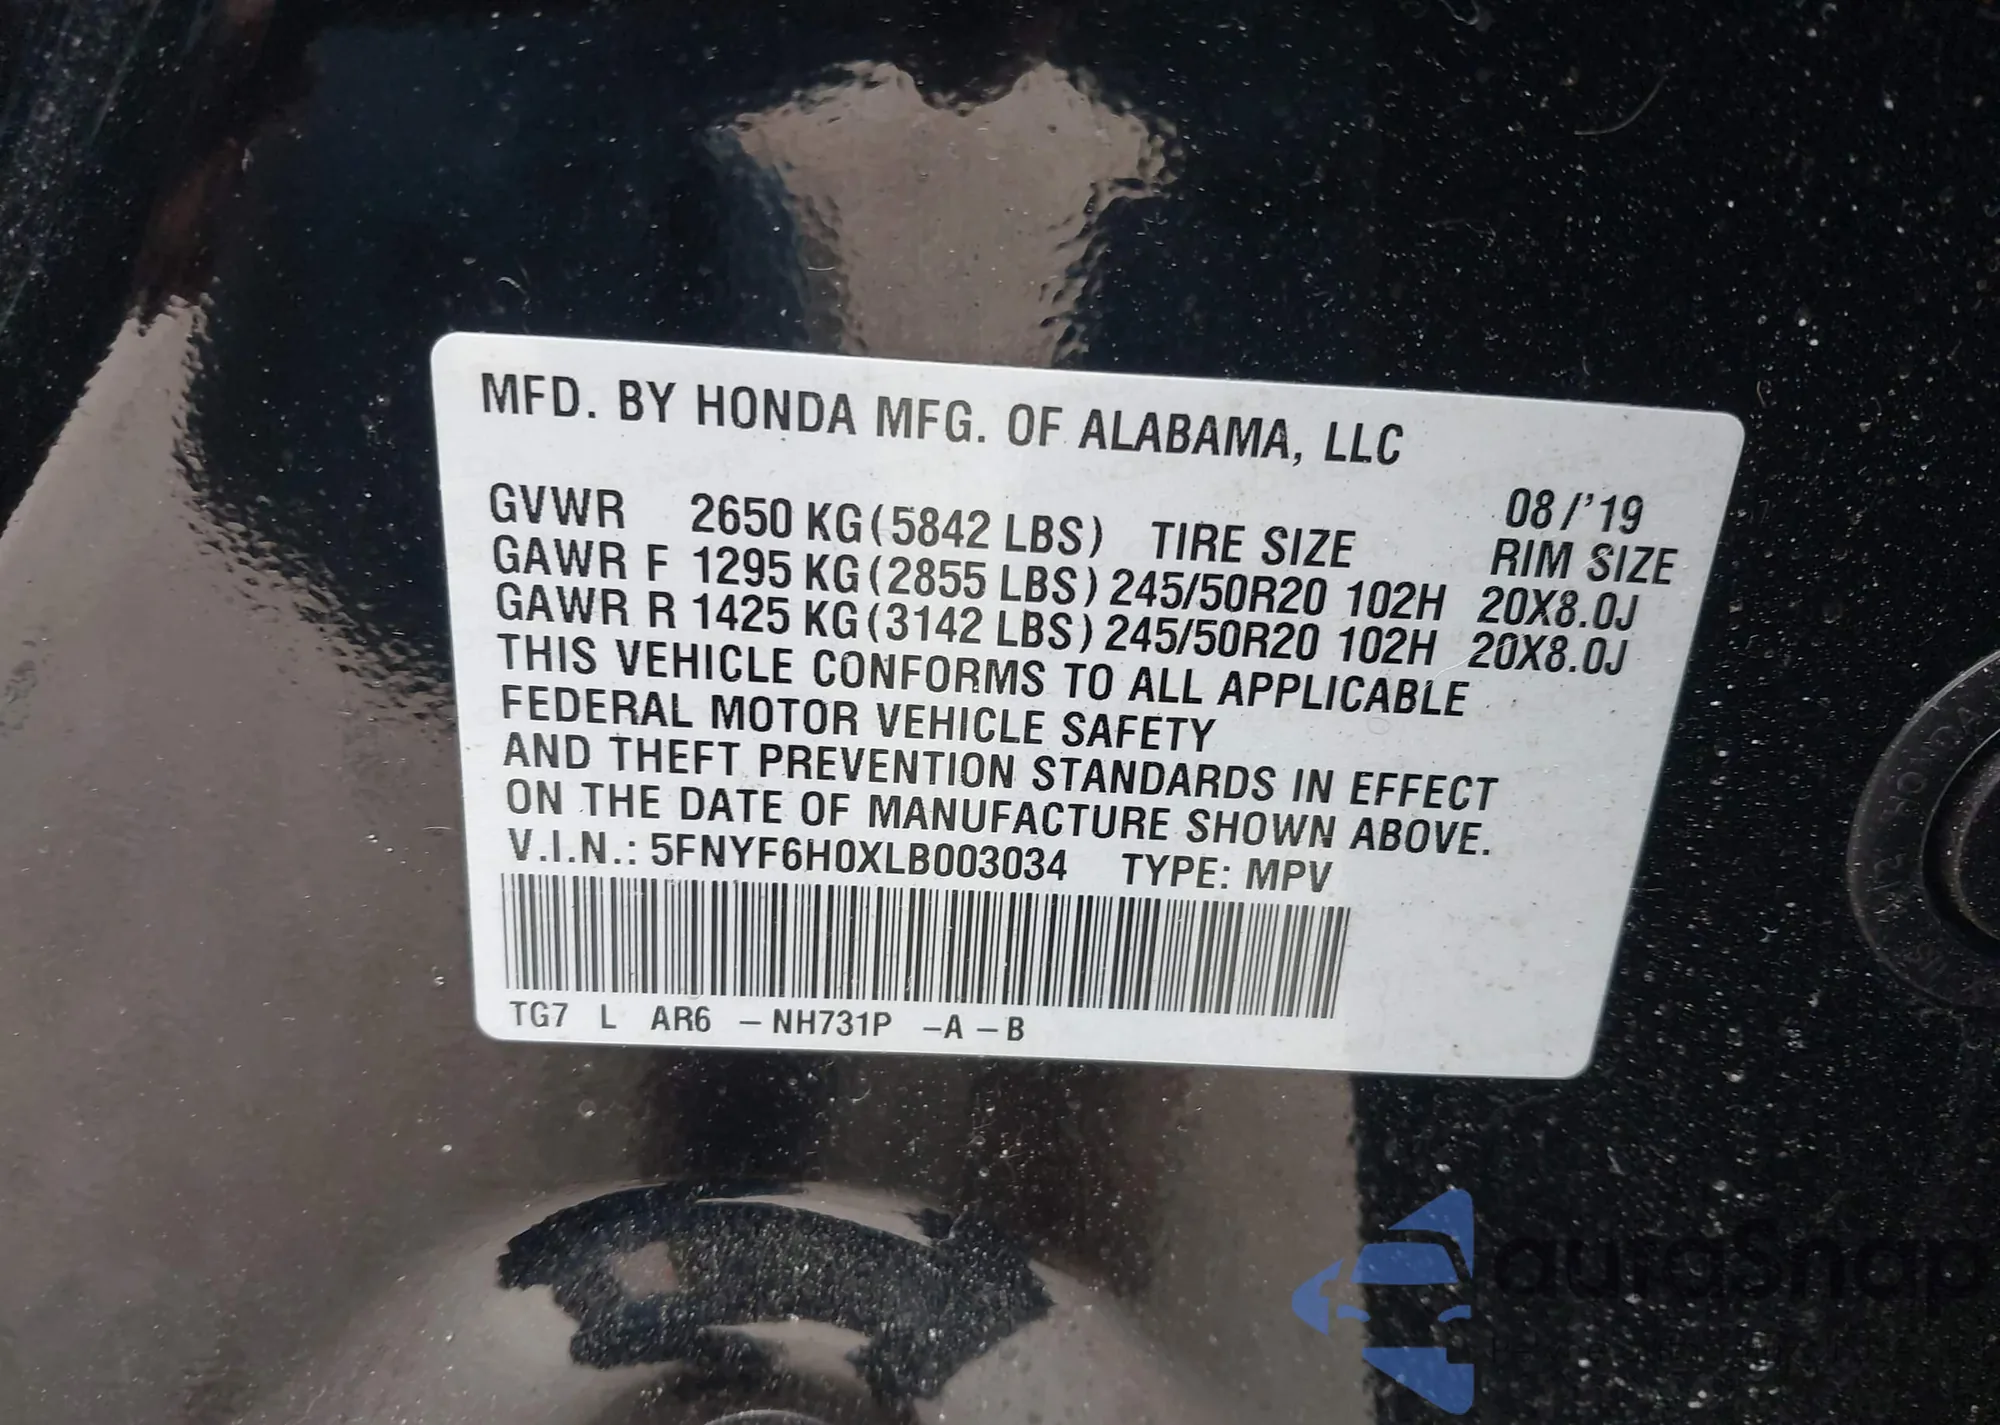 MFD. BY HONDA MFG. OF ALABAMA, LLC
08/'19
GVWR 2650 KG (5842 LBS) TIRE SIZE RIM SIZE
GAWR F 1295 KG (2855 LBS) 245/50R20 102H 20X8.0J
GAWR R 1425 KG (3142 LBS) 245/50R20 102H 20X8.0J
THIS VEHICLE CONFORMS TO ALL APPLICABLE
FEDERAL MOTOR VEHICLE SAFETY
AND THEFT PREVENTION STANDARDS IN EFFECT
ON THE DATE OF MANUFACTURE SHOWN ABOVE.
V.I.N.: 5FNYF6H0XLB003034 TYPE: MPV
TG7 L AR6 – NH731P –A – B
auraSnap